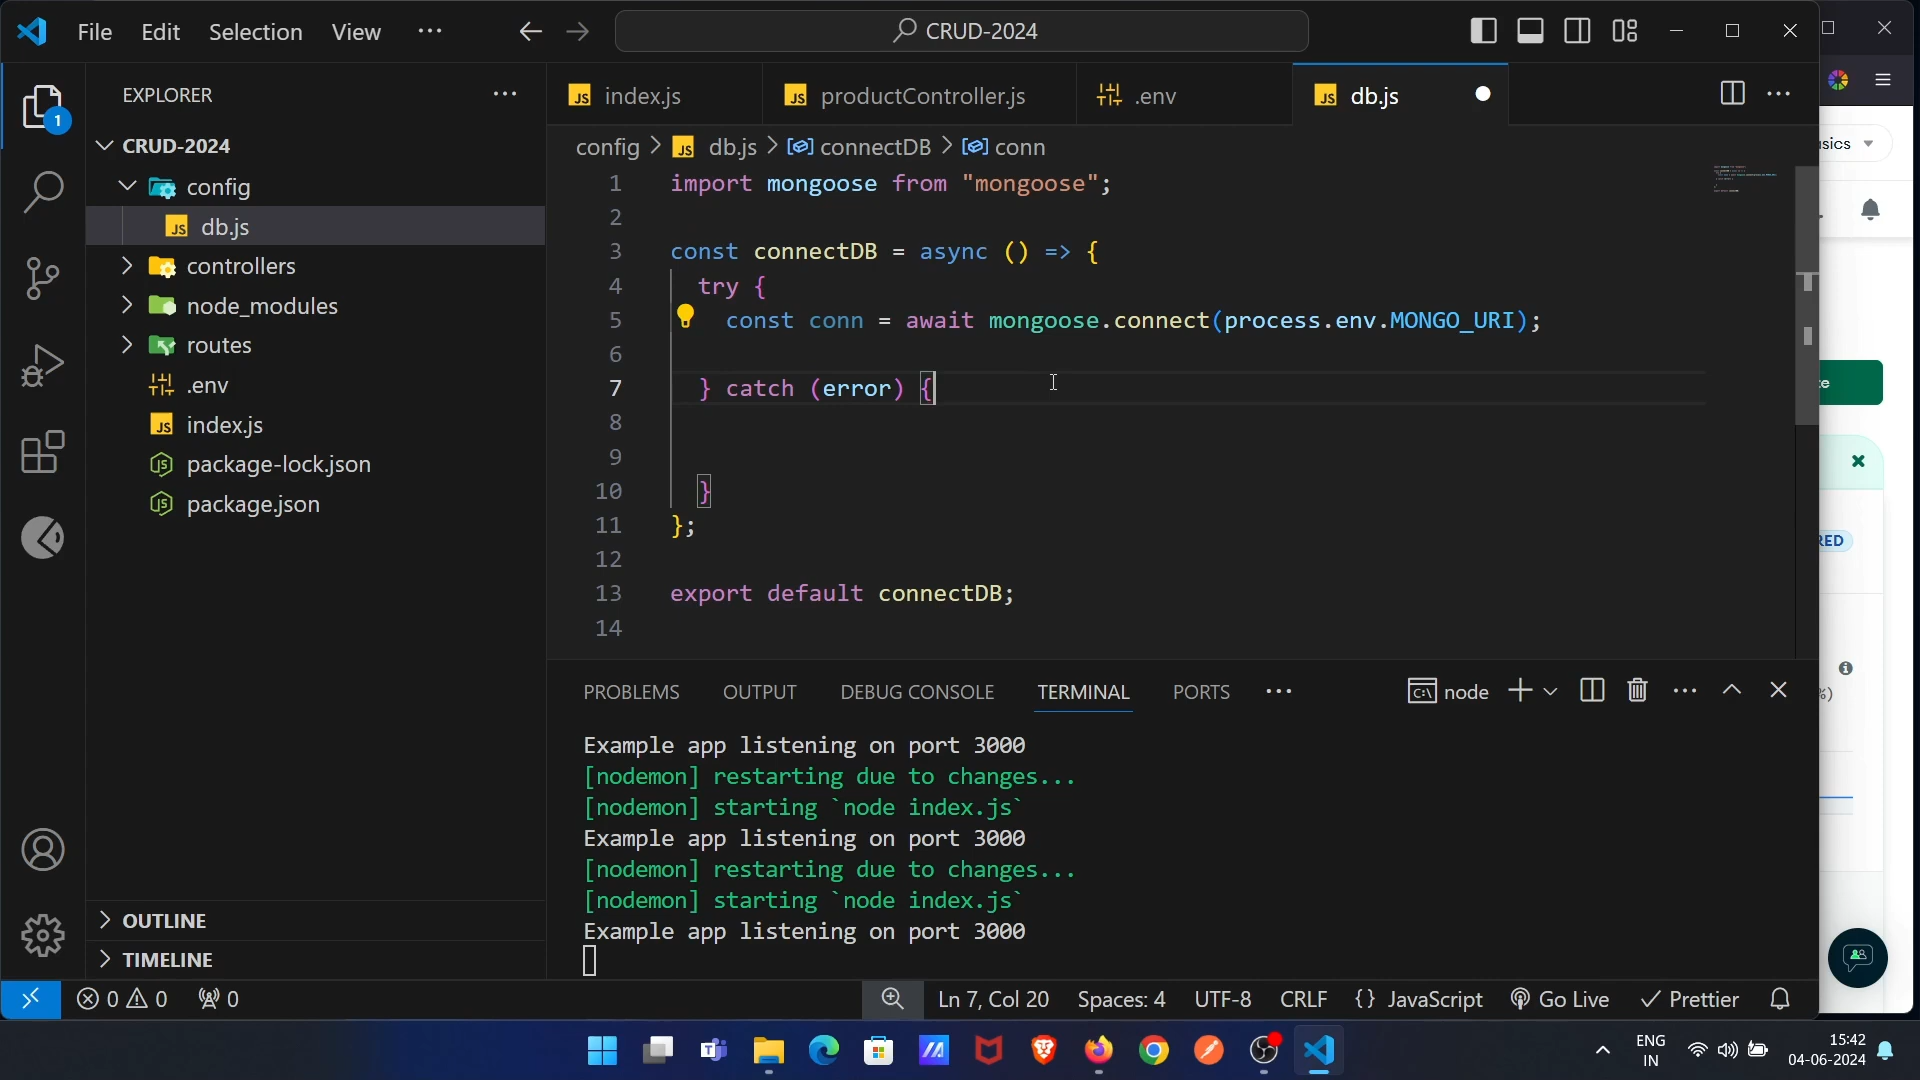 File Edit Selection View ... CRUD-2024
EXPLORER ...
CRUD-2024
config
db.js
controllers
node_modules
routes
.env
index.js
package-lock.json
package.json
OUTLINE
TIMELINE
1
index.js productController.js .env db.js
config > db.js > connectDB > conn
1 import mongoose from "mongoose";
2
3 const connectDB = async () => {
4 try {
5 const conn = await mongoose.connect(process.env.MONGO_URI);
6
7 } catch (error) {
8
9
10 }
11 };
12
13 export default connectDB;
14
PROBLEMS OUTPUT DEBUG CONSOLE TERMINAL PORTS ... node
Example app listening on port 3000
[nodemon] restarting due to changes...
[nodemon] starting `node index.js`
Example app listening on port 3000
[nodemon] restarting due to changes...
[nodemon] starting `node index.js`
Example app listening on port 3000
0 0 0 Ln 7, Col 20 Spaces: 4 UTF-8 CRLF {} JavaScript Go Live Prettier
ENG
IN
15:42
04-06-2024